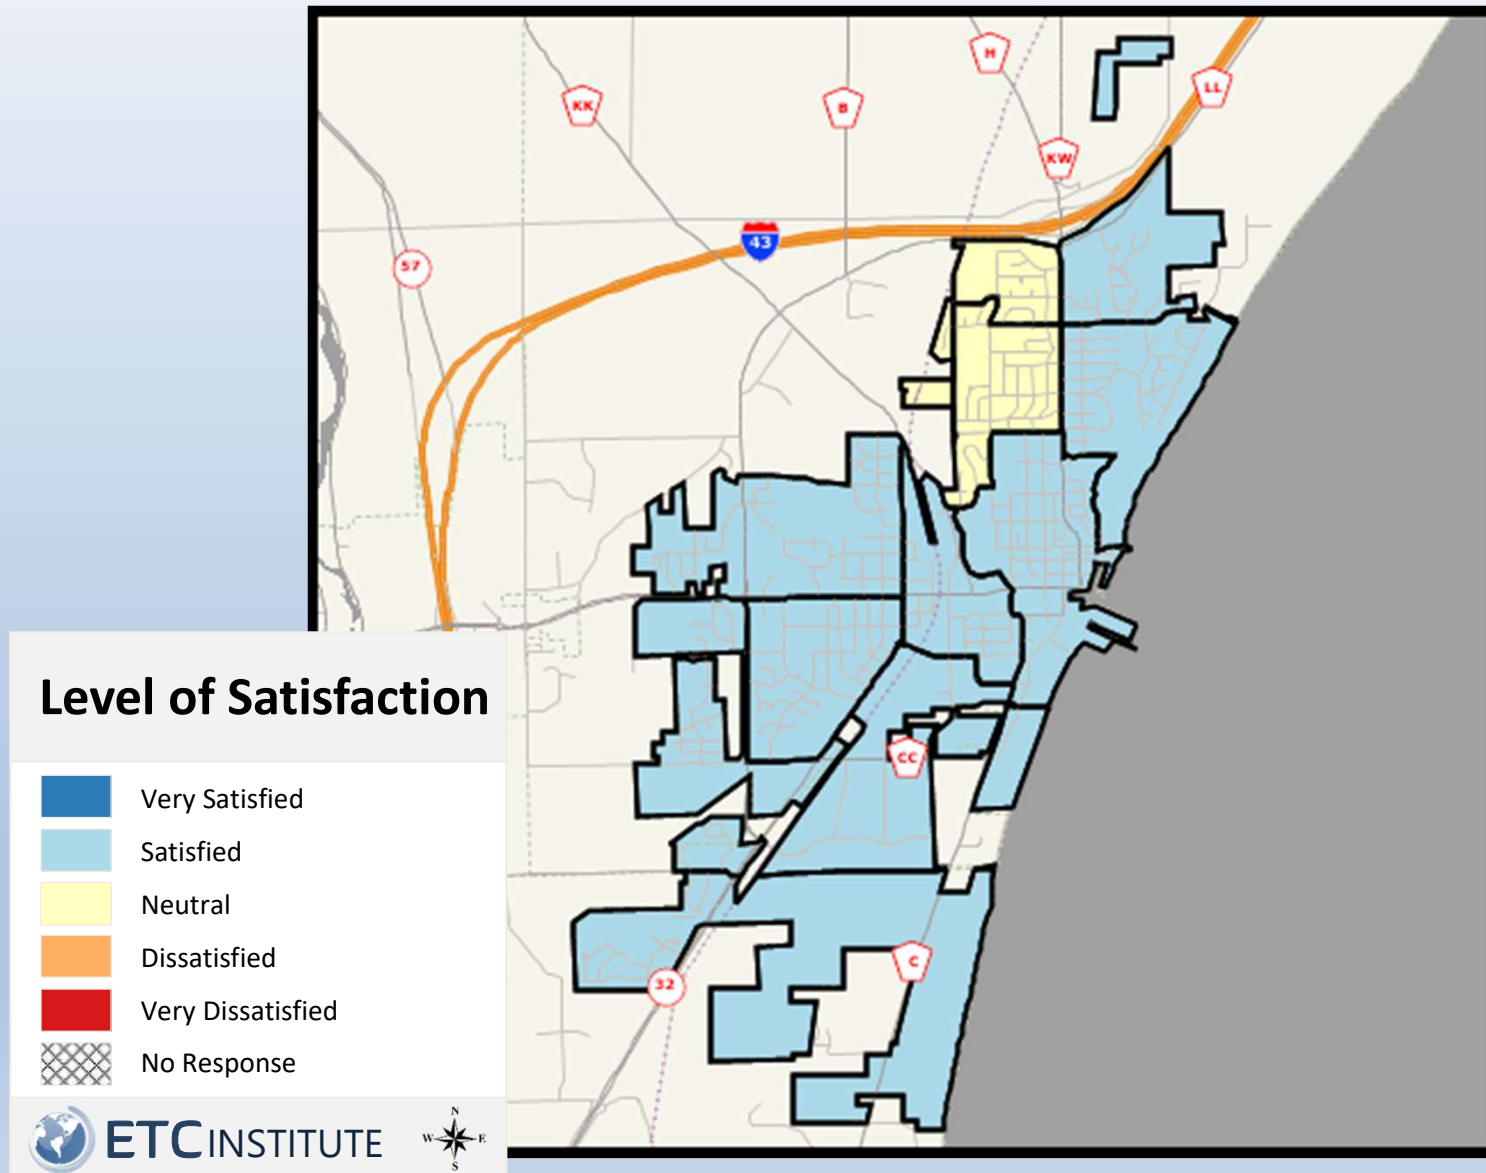 H
LL
KK
B
KW
43
57
CC
C
32
Level of Satisfaction
Very Satisfied
Satisfied
Neutral
Dissatisfied
Very Dissatisfied
No Response
ETC INSTITUTE
N
W E
S